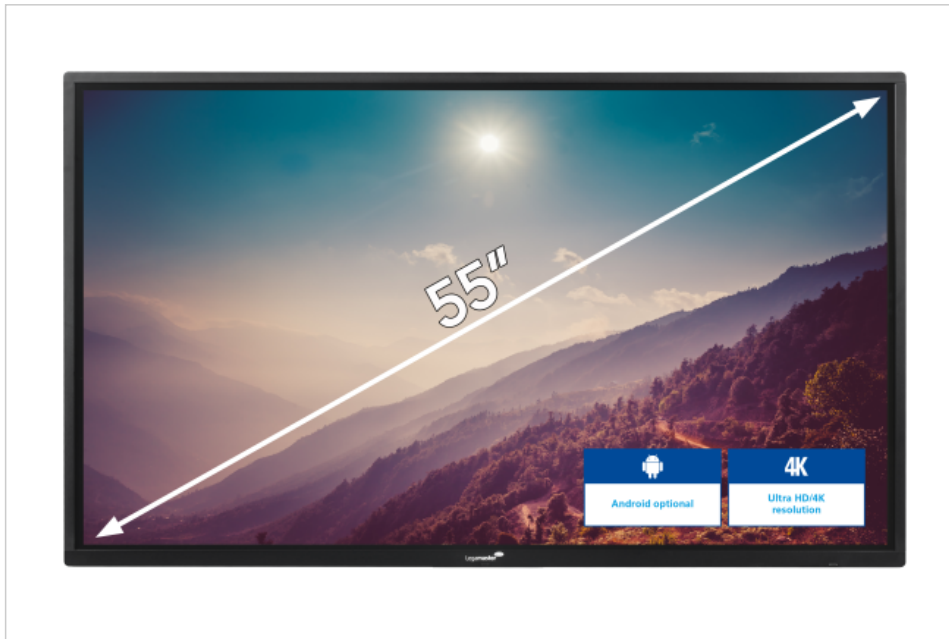 55"
Android optional
4K
Ultra HD/4K
resolution
Legamaster